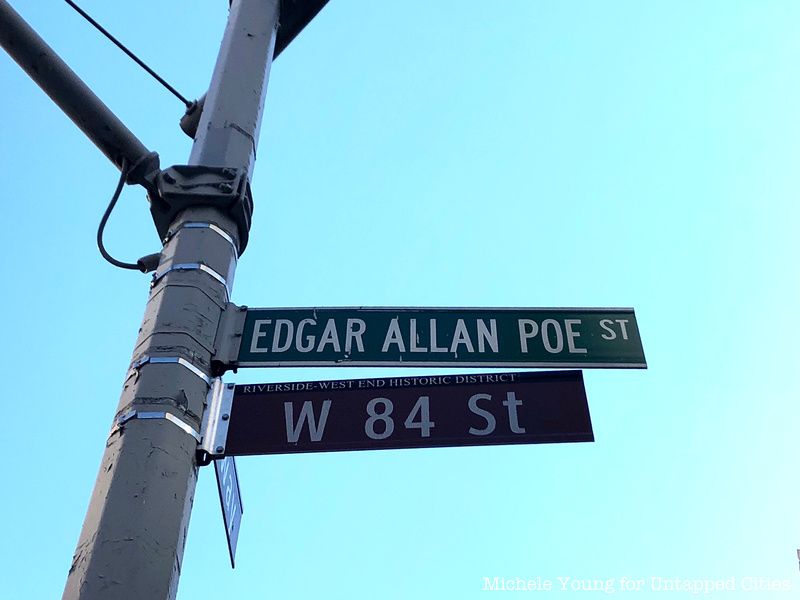 EDGAR ALLAN POE ST
RIVERSIDE-WEST END HISTORIC DISTRICT
W 84 St
Michele Young for Untapped Cities